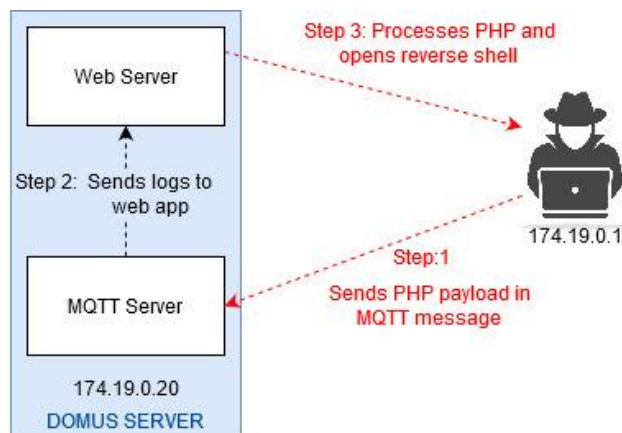 Web Server
Step 2: Sends logs to
web app
MQTT Server
174.19.0.20
DOMUS SERVER
Step 3: Processes PHP and
opens reverse shell
174.19.0.1
Step:1
Sends PHP payload in
MQTT message